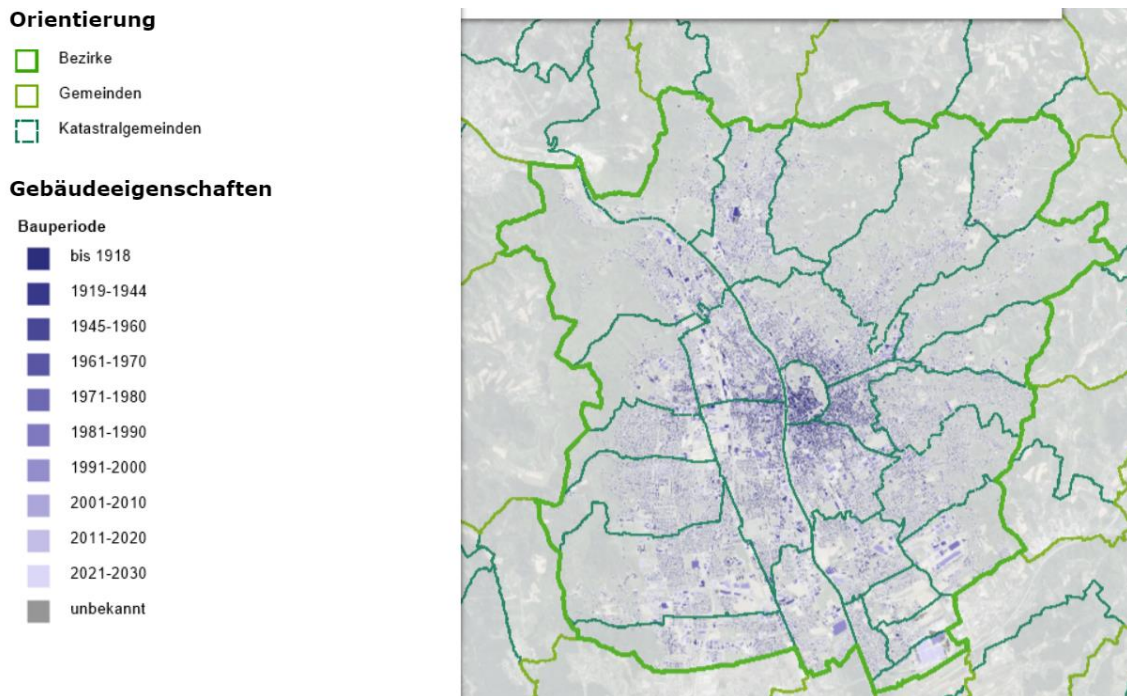 Orientierung
Bezirke
Gemeinden
Katastralgemeinden
Gebäudeeigenschaften
Bauperiode
bis 1918
1919-1944
1945-1960
1961-1970
1971-1980
1981-1990
1991-2000
2001-2010
2011-2020
2021-2030
unbekannt